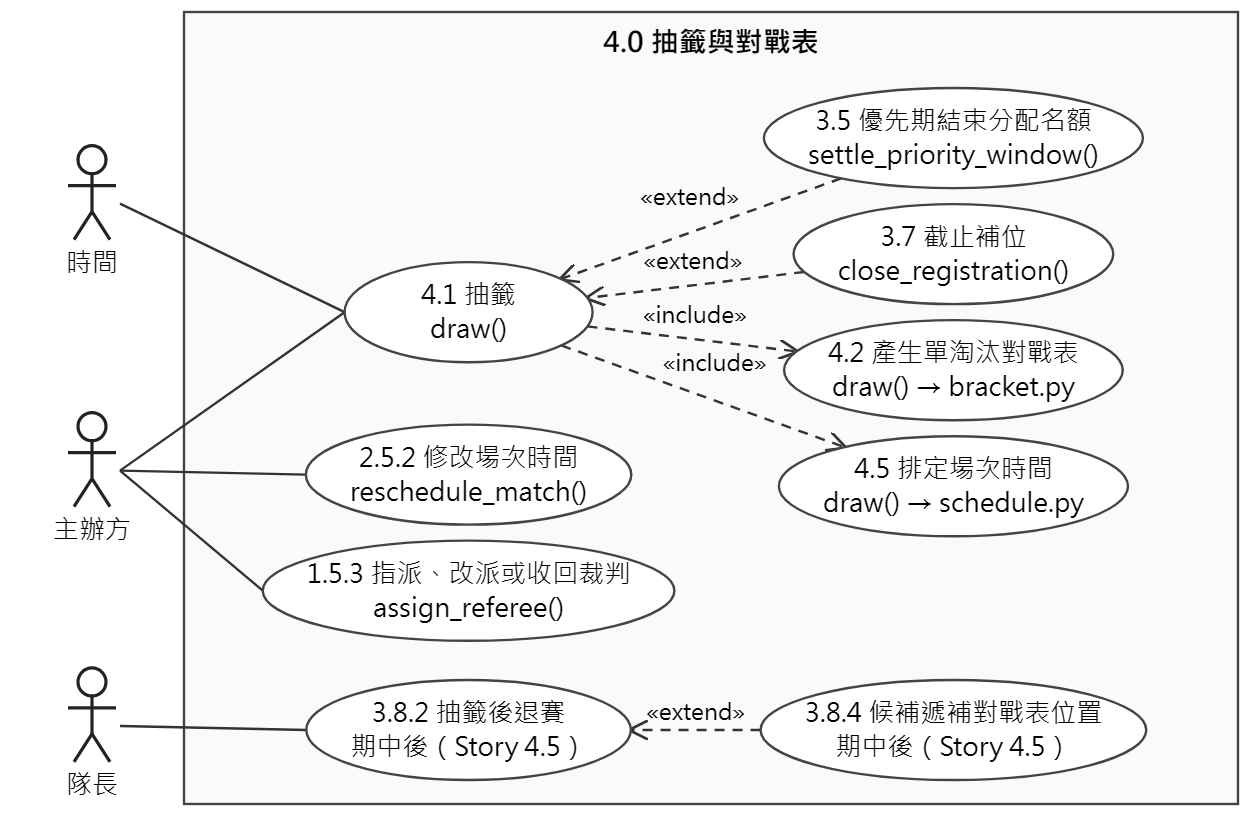 4.0 抽籤與對戰表
3.5 優先期結束分配名額
settle_priority_window()
«extend»
3.7 截止補位
close_registration()
«extend»
時間
4.1 抽籤
draw()
«include»
4.2 產生單淘汰對戰表
draw() → bracket.py
«include»
4.5 排定場次時間
draw() → schedule.py
主辦方
2.5.2 修改場次時間
reschedule_match()
1.5.3 指派、改派或收回裁判
assign_referee()
隊長
3.8.2 抽籤後退賽
期中後（Story 4.5）
«extend»
3.8.4 候補遞補對戰表位置
期中後（Story 4.5）